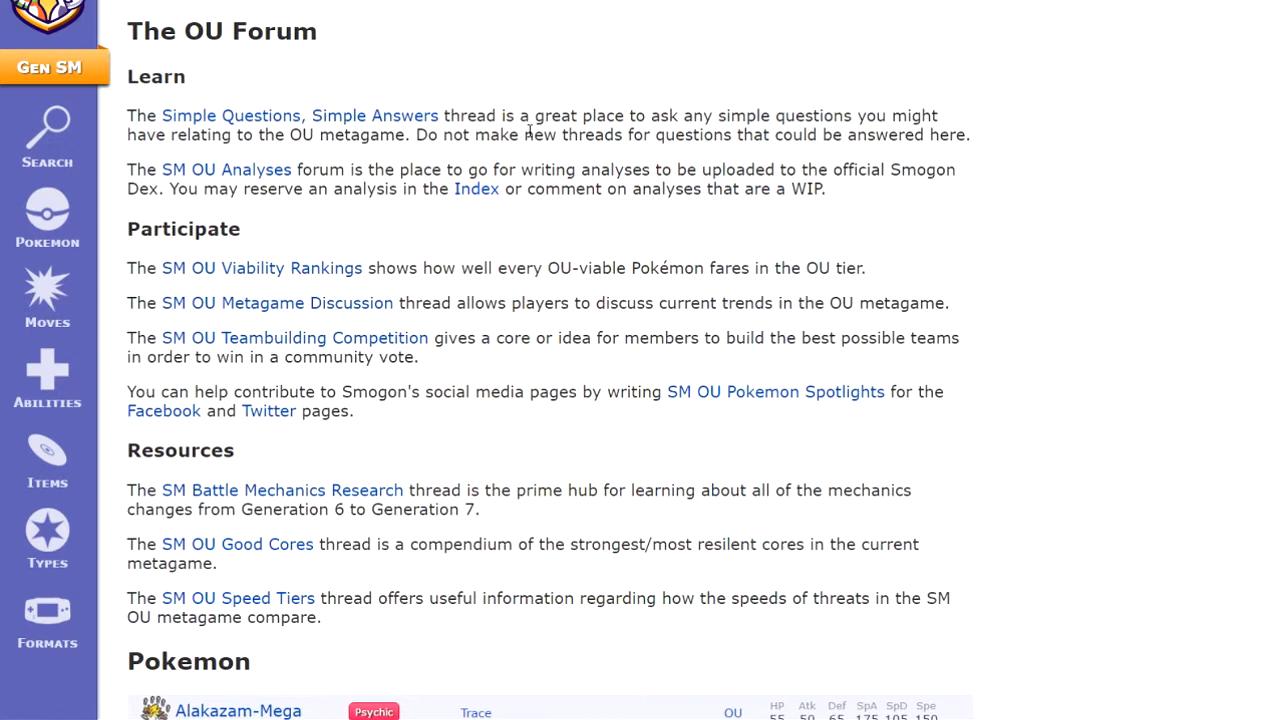 The OU Forum
GEN SM
Learn
The Simple Questions, Simple Answers thread is a great place to ask any simple questions you might
have relating to the OU metagame. Do not make new threads for questions that could be answered here.
SEARCH
The SM OU Analyses forum is the place to go for writing analyses to be uploaded to the official Smogon
Dex. You may reserve an analysis in the Index or comment on analyses that are a WIP.
POKEMON
Participate
The SM OU Viability Rankings shows how well every OU-viable Pokémon fares in the OU tier.
The SM OU Metagame Discussion thread allows players to discuss current trends in the OU metagame.
MOVES
The SM OU Teambuilding Competition gives a core or idea for members to build the best possible teams
in order to win in a community vote.
You can help contribute to Smogon's social media pages by writing SM OU Pokemon Spotlights for the
Facebook and Twitter pages.
ABILITIES
Resources
ITEMS
The SM Battle Mechanics Research thread is the prime hub for learning about all of the mechanics
changes from Generation 6 to Generation 7.
The SM OU Good Cores thread is a compendium of the strongest/most resilent cores in the current
metagame.
TYPES
The SM OU Speed Tiers thread offers useful information regarding how the speeds of threats in the SM
OU metagame compare.
FORMATS
Pokemon
Alakazam-Mega Psychic Trace OU HP Atk Def SpA SpD Spe
55 50 65 175 105 150